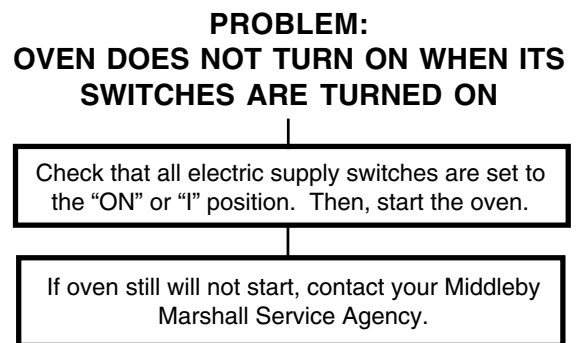 PROBLEM:
OVEN DOES NOT TURN ON WHEN ITS
SWITCHES ARE TURNED ON
Check that all electric supply switches are set to
the “ON” or “I” position.  Then, start the oven.
If oven still will not start, contact your Middleby
Marshall Service Agency.